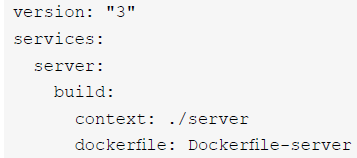 version: "3"
services:
  server:
    build:
      context: ./server
      dockerfile: Dockerfile-server